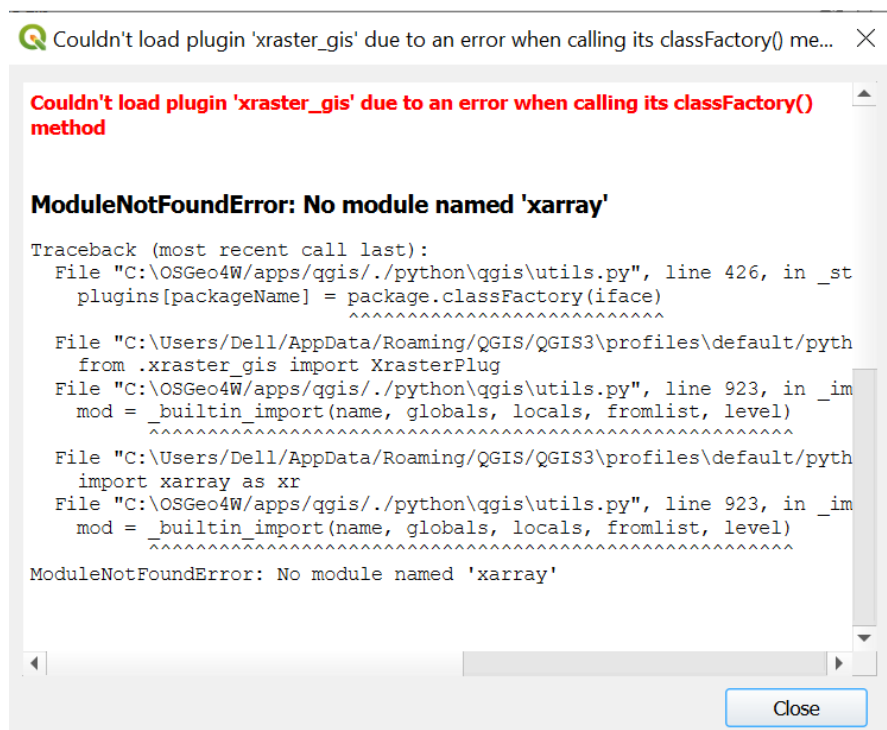 Couldn't load plugin 'xraster_gis' due to an error when calling its classFactory() me...
Couldn't load plugin 'xraster_gis' due to an error when calling its classFactory()
method
ModuleNotFoundError: No module named 'xarray'
Traceback (most recent call last):
  File "C:\OSGeo4W/apps/qgis/./python\qgis\utils.py", line 426, in _st
    plugins[packageName] = package.classFactory(iface)
                           ^^^^^^^^^^^^^^^^^^^^^^^^^^^
  File "C:\Users/Dell/AppData/Roaming/QGIS/QGIS3\profiles\default/pyth
    from .xraster_gis import XrasterPlug
  File "C:\OSGeo4W/apps/qgis/./python\qgis\utils.py", line 923, in _im
    mod = _builtin_import(name, globals, locals, fromlist, level)
          ^^^^^^^^^^^^^^^^^^^^^^^^^^^^^^^^^^^^^^^^^^^^^^^^^^^^^^^
  File "C:\Users/Dell/AppData/Roaming/QGIS/QGIS3\profiles\default/pyth
    import xarray as xr
  File "C:\OSGeo4W/apps/qgis/./python\qgis\utils.py", line 923, in _im
    mod = _builtin_import(name, globals, locals, fromlist, level)
          ^^^^^^^^^^^^^^^^^^^^^^^^^^^^^^^^^^^^^^^^^^^^^^^^^^^^^^^
ModuleNotFoundError: No module named 'xarray'
Close